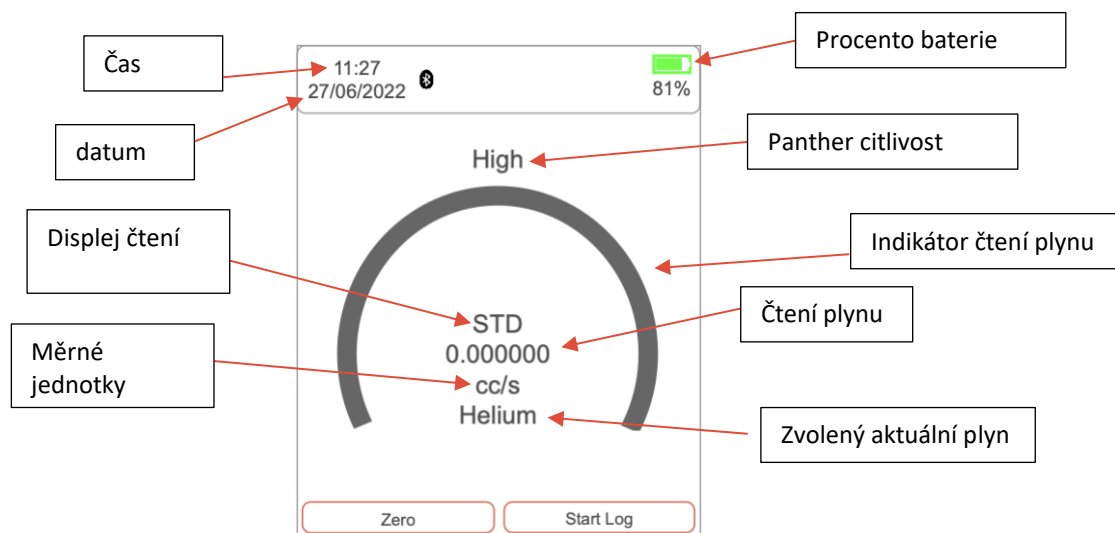 Čas
Procento baterie
11:27
27/06/2022
81%
datum
Panther citlivost
High
Displej čtení
Indikátor čtení plynu
STD
Čtení plynu
0.000000
Měrné
jednotky
cc/s
Helium
Zvolený aktuální plyn
Zero
Start Log